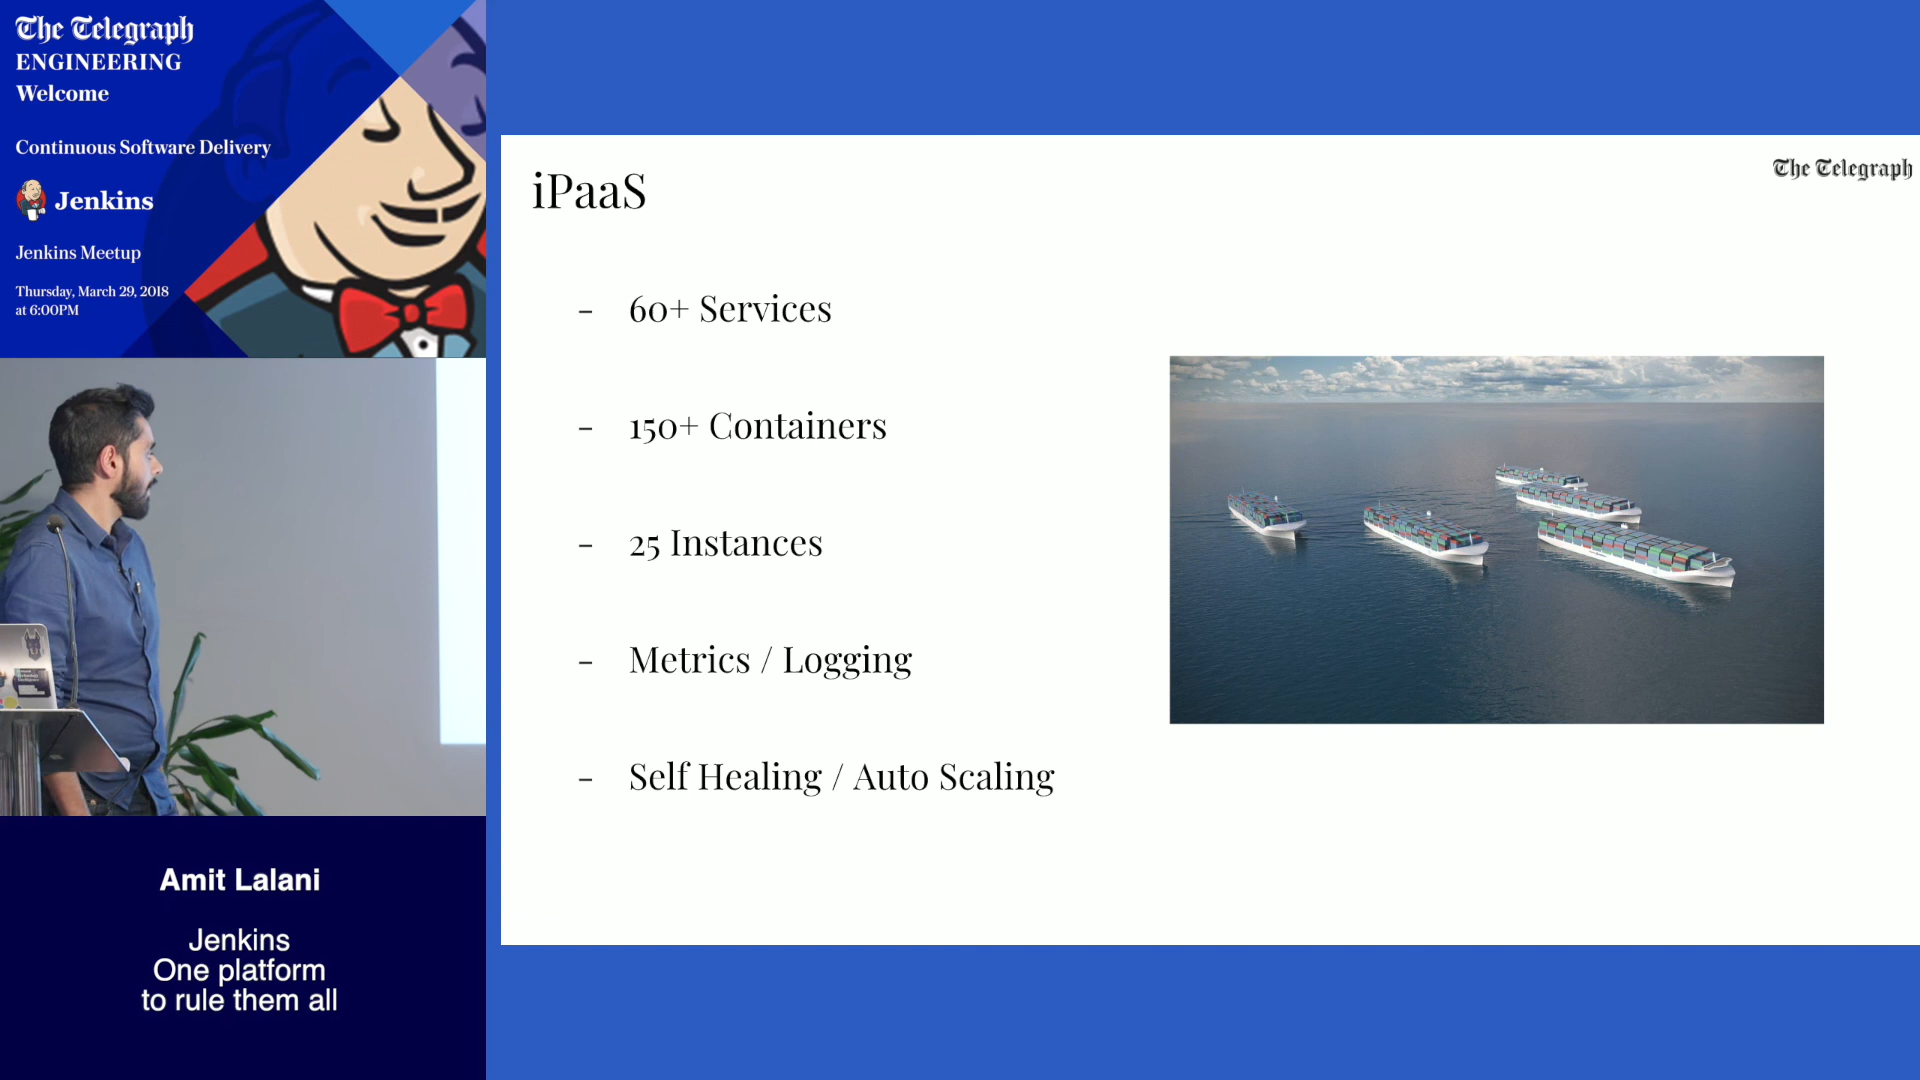 The Telegraph
ENGINEERING
Welcome
Continuous Software Delivery
Jenkins
Jenkins Meetup
Thursday, March 29, 2018
at 6:00PM
Amit Lalani
Jenkins
One platform
to rule them all
The Telegraph
iPaaS
- 60+ Services
- 150+ Containers
- 25 Instances
- Metrics / Logging
- Self Healing / Auto Scaling